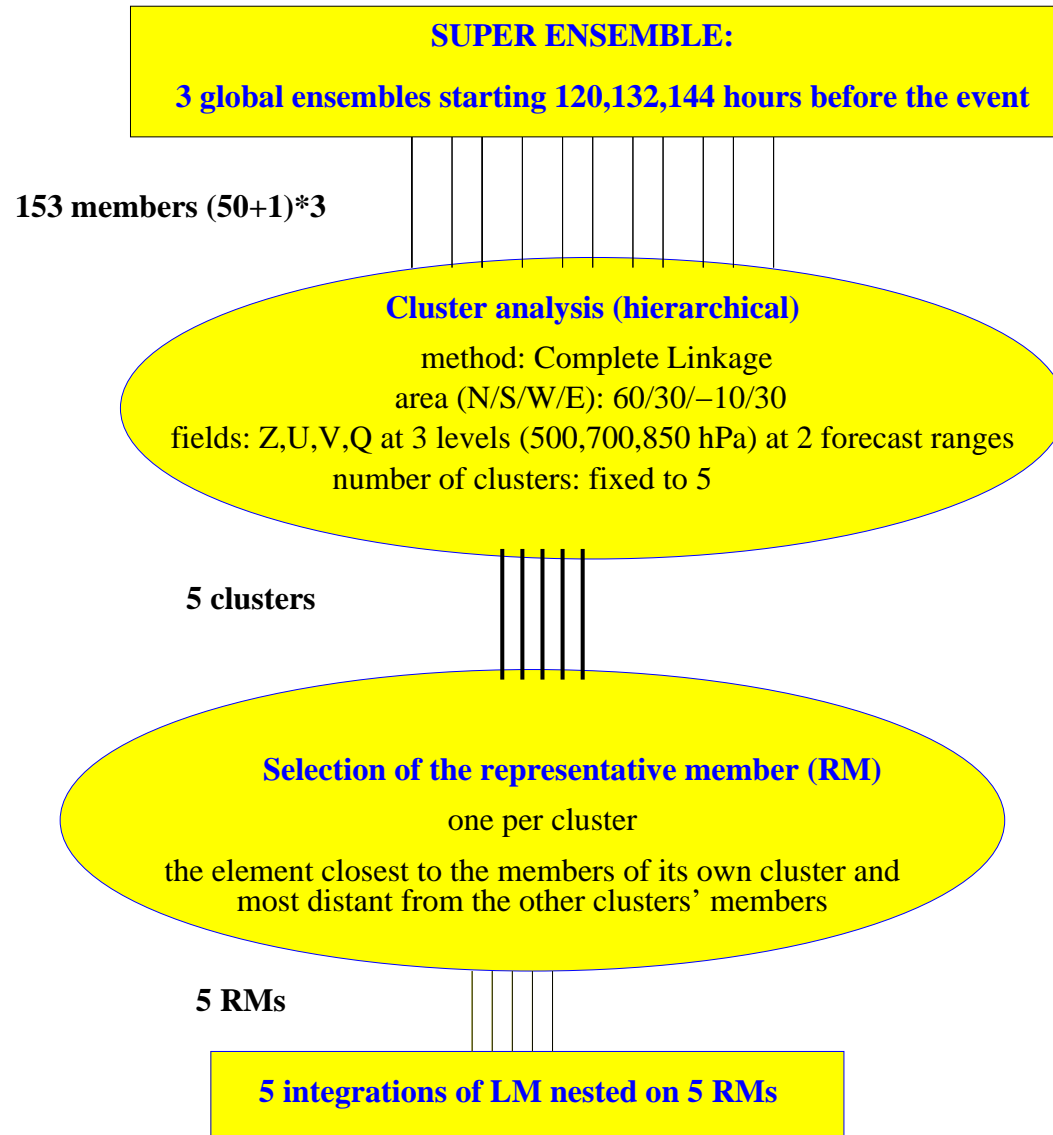 SUPER ENSEMBLE:
3 global ensembles starting 120,132,144 hours before the event
153 members (50+1)*3
Cluster analysis (hierarchical)
method: Complete Linkage
area (N/S/W/E): 60/30/−10/30
fields: Z,U,V,Q at 3 levels (500,700,850 hPa) at 2 forecast ranges
number of clusters: fixed to 5
5 clusters
Selection of the representative member (RM)
one per cluster
the element closest to the members of its own cluster and
most distant from the other clusters’ members
5 RMs
5 integrations of LM nested on 5 RMs